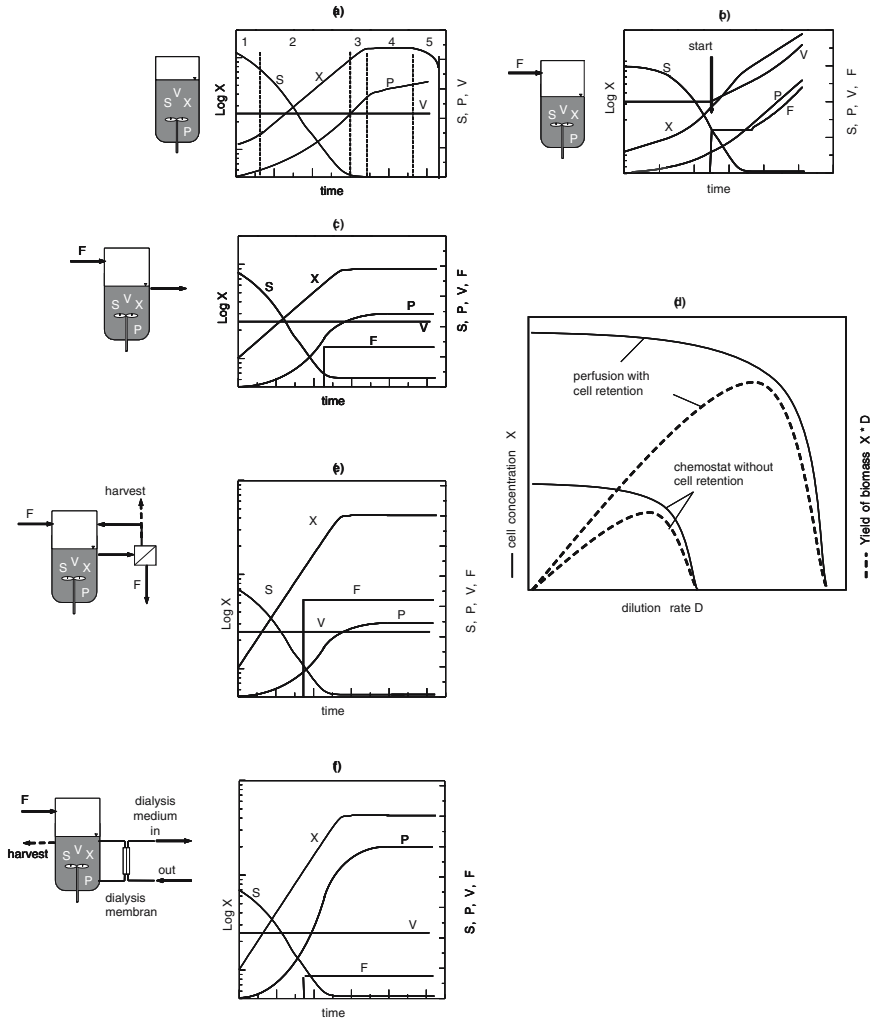 (a)
1 2 3 4 5
S X P V
Log X
S, P, V
time
S V X
P
(b)
F
start
S V X P F
Log X
S, P, V, F
time
S V X
P
(c)
F
S X P V F
Log X
S, P, V, F
time
S V X
P
(d)
perfusion with
cell retention
chemostat without
cell retention
cell concentration X
Yield of biomass X * D
dilution rate D
(e)
harvest
F
S V X
P
F
X
S F P V
Log X
S, P, V, F
time
(f)
F
dialysis
medium
in
harvest
S V X
P
out
dialysis
membran
X P
S V
F
Log X
S, P, V, F
time